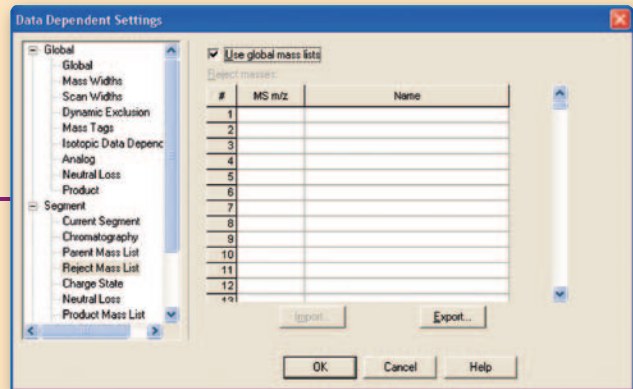 Data Dependent Settings
Global
Global
Mass Widths
Scan Widths
Dynamic Exclusion
Mass Tags
Isotopic Data Depend
Analog
Neutral Loss
Product
Segment
Current Segment
Chromatography
Parent Mass List
Reject Mass List
Charge State
Neutral Loss
Product Mass List
Use global mass lists
Reject masses:
# MS m/z Name
1
2
3
4
5
6
7
8
9
10
11
12
13
Import... Export...
OK Cancel Help